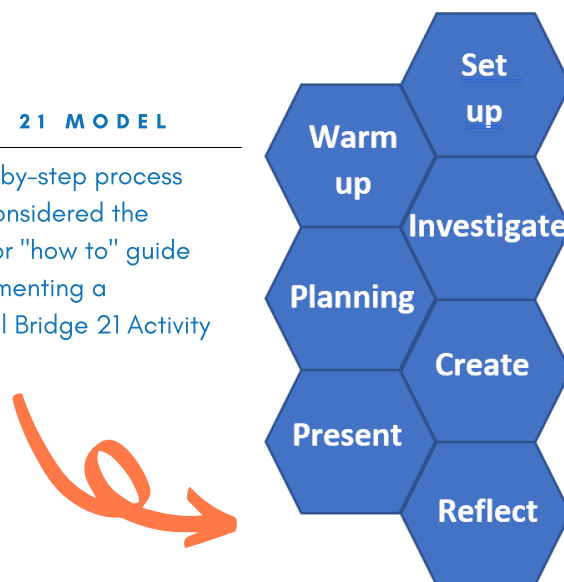 21 MODEL
by-step process
onsidered the
or "how to" guide
menting a
l Bridge 21 Activity
Set
up
Warm
up
Investigate
Planning
Create
Present
Reflect